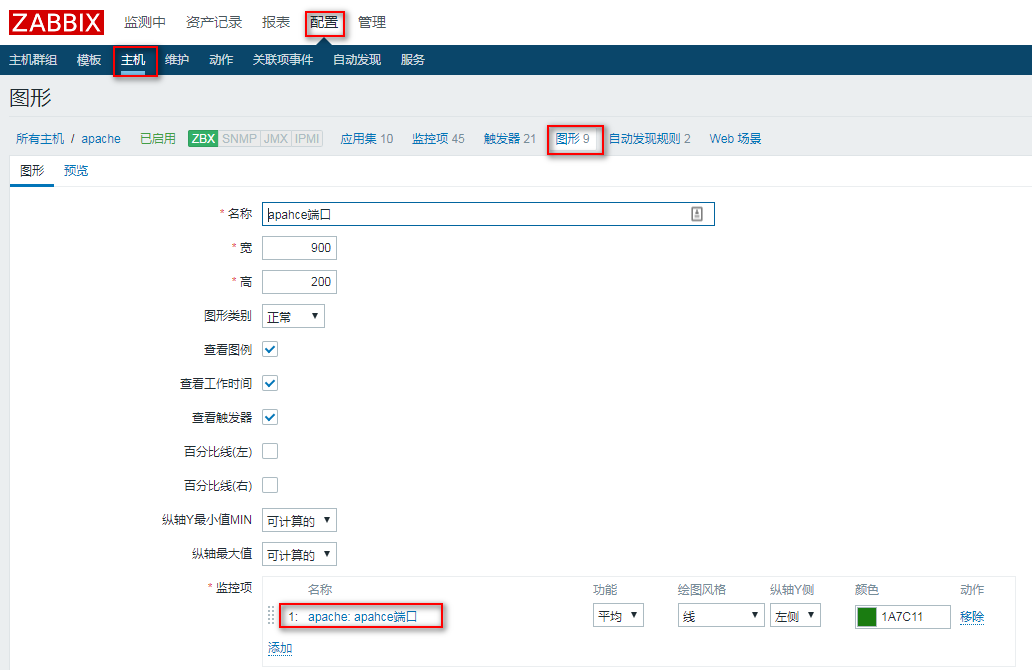 ZABBIX 监测中 资产记录 报表 配置 管理
主机群组 模板 主机 维护 动作 关联项事件 自动发现 服务
图形
所有主机 / apache 已启用 ZBX SNMP JMX IPMI 应用集 10 监控项 45 触发器 21 图形 9 自动发现规则 2 Web 场景
图形 预览
* 名称 apahce端口
* 宽 900
* 高 200
图形类别 正常
查看图例
查看工作时间
查看触发器
百分比线(左)
百分比线(右)
纵轴Y最小值MIN 可计算的
纵轴最大值 可计算的
* 监控项 名称 功能 绘图风格 纵轴Y侧 颜色 动作
1: apache: apahce端口 平均 线 左侧 1A7C11 移除
添加